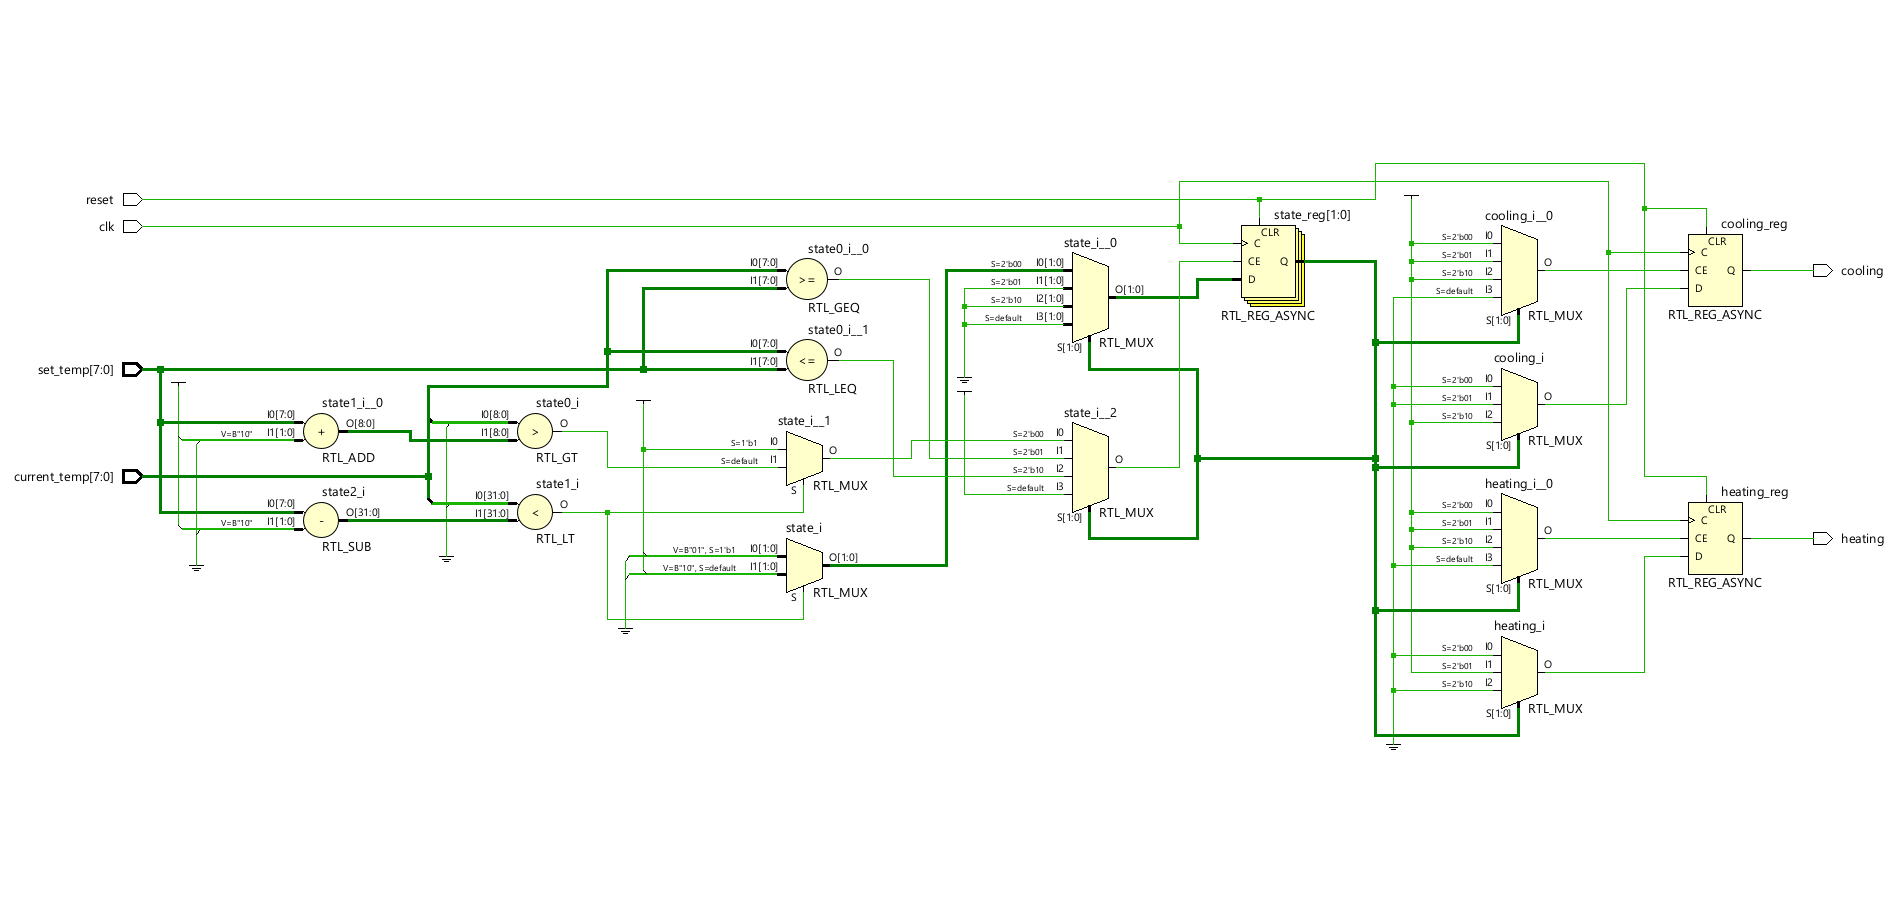 reset
clk
set_temp[7:0]
current_temp[7:0]
state1_i__0
I0[7:0]
V=B"10" I1[1:0]
+
O[8:0]
RTL_ADD
state2_i
I0[7:0]
V=B"10" I1[1:0]
-
O[31:0]
RTL_SUB
state0_i
I0[8:0]
I1[8:0]
>
O
RTL_GT
state1_i
I0[31:0]
I1[31:0]
<
O
RTL_LT
state0_i__0
I0[7:0]
I1[7:0]
>=
O
RTL_GEQ
state0_i__1
I0[7:0]
I1[7:0]
<=
O
RTL_LEQ
state_i__1
S=1'b1 I0
S=default I1
O
S
RTL_MUX
state_i
V=B"01", S=1'b1 I0[1:0]
V=B"10", S=default I1[1:0]
O[1:0]
S
RTL_MUX
state_i__0
S=2'b00 I0[1:0]
S=2'b01 I1[1:0]
S=2'b10 I2[1:0]
S=default I3[1:0]
O[1:0]
S[1:0]
RTL_MUX
state_i__2
S=2'b00 I0
S=2'b01 I1
S=2'b10 I2
S=default I3
O
S[1:0]
RTL_MUX
state_reg[1:0]
CLR
C
CE
D
Q
RTL_REG_ASYNC
cooling_i__0
S=2'b00 I0
S=2'b01 I1
S=2'b10 I2
S=default I3
O
S[1:0]
RTL_MUX
cooling_i
S=2'b00 I0
S=2'b01 I1
S=2'b10 I2
O
S[1:0]
RTL_MUX
heating_i__0
S=2'b00 I0
S=2'b01 I1
S=2'b10 I2
S=default I3
O
S[1:0]
RTL_MUX
heating_i
S=2'b00 I0
S=2'b01 I1
S=2'b10 I2
O
S[1:0]
RTL_MUX
cooling_reg
CLR
C
CE
D
Q
RTL_REG_ASYNC
cooling
heating_reg
CLR
C
CE
D
Q
RTL_REG_ASYNC
heating